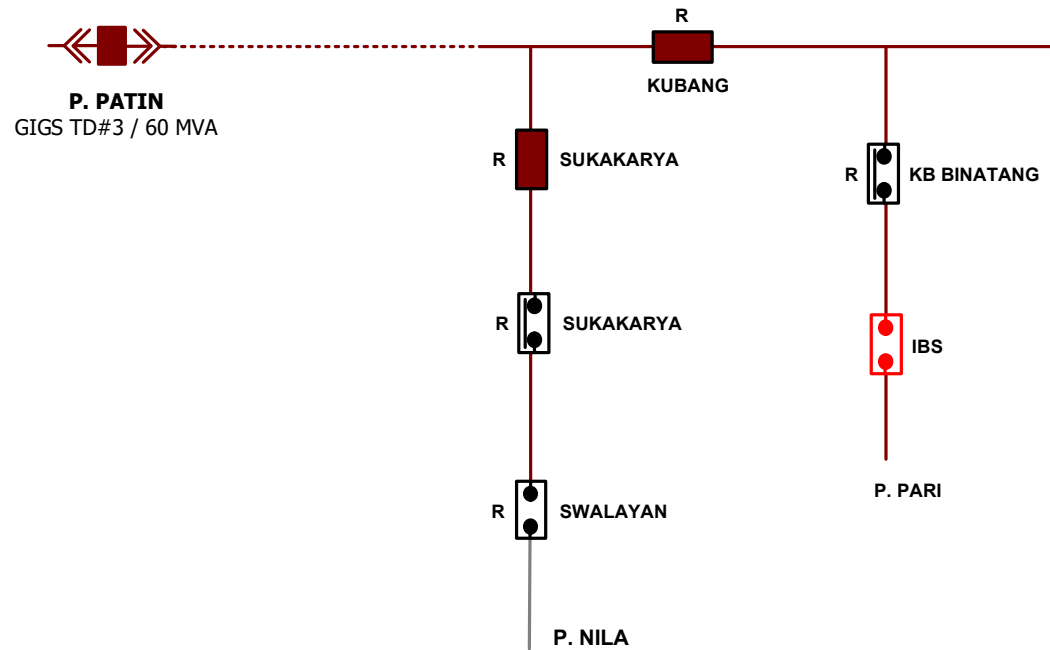 R
KUBANG
P. PATIN
GIGS TD#3 / 60 MVA
R SUKAKARYA
R KB BINATANG
R SUKAKARYA
IBS
P. PARI
R SWALAYAN
P. NILA